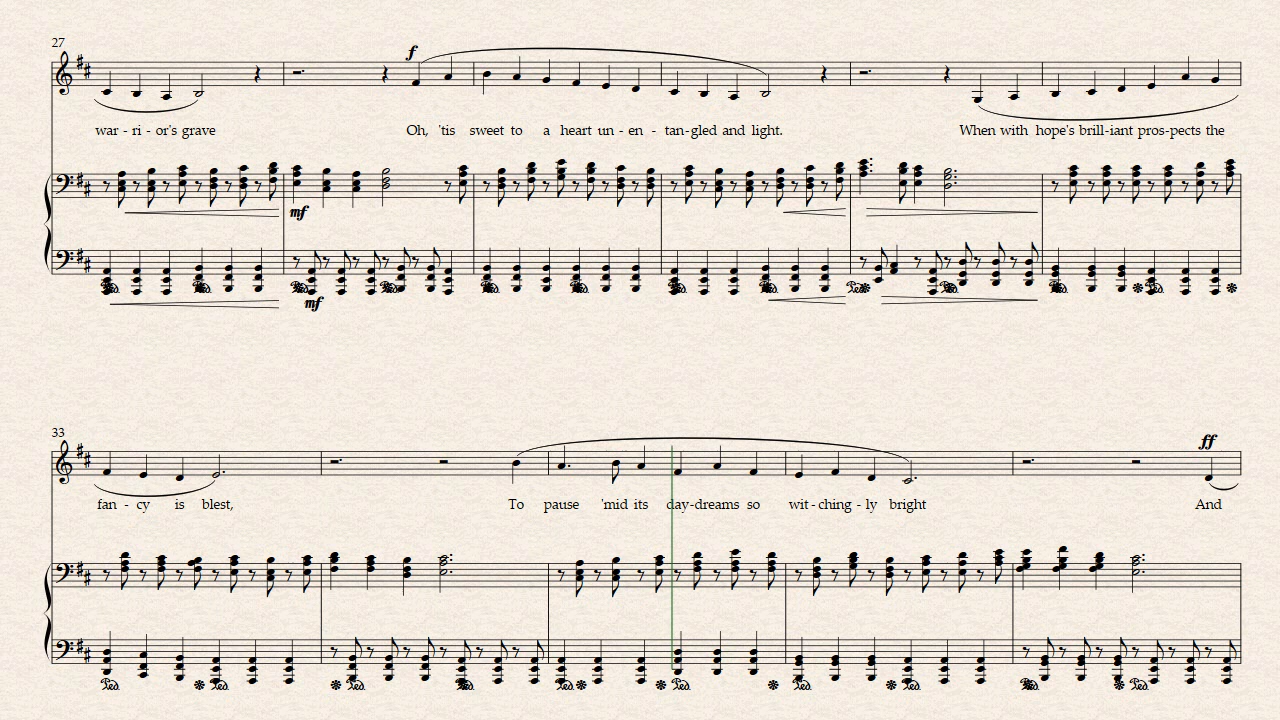 27
f
war - ri - or's grave Oh, 'tis sweet to a heart un - en - tan-gled and light. When with hope's brill-iant pros-pects the
mf
mf
33
ff
fan - cy is blest, To pause 'mid its day-dreams so wit-ching - ly bright And